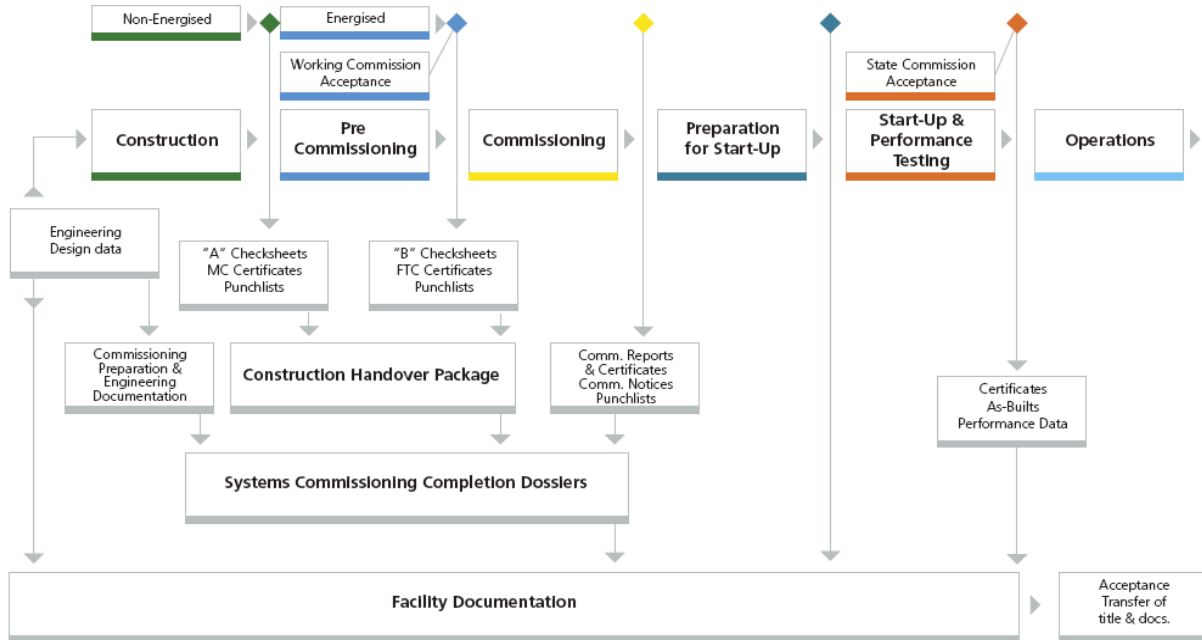 Non-Energised
Energised
Working Commission
Acceptance
State Commission
Acceptance
Construction
Pre
Commissioning
Commissioning
Preparation
for Start-Up
Start-Up &
Performance
Testing
Operations
Engineering
Design data
"A" Checksheets
MC Certificates
Punchlists
"B" Checksheets
FTC Certificates
Punchlists
Commissioning
Preparation &
Engineering
Documentation
Construction Handover Package
Comm. Reports
& Certificates
Comm. Notices
Punchlists
Certificates
As-Builts
Performance Data
Systems Commissioning Completion Dossiers
Facility Documentation
Acceptance
Transfer of
title & docs.